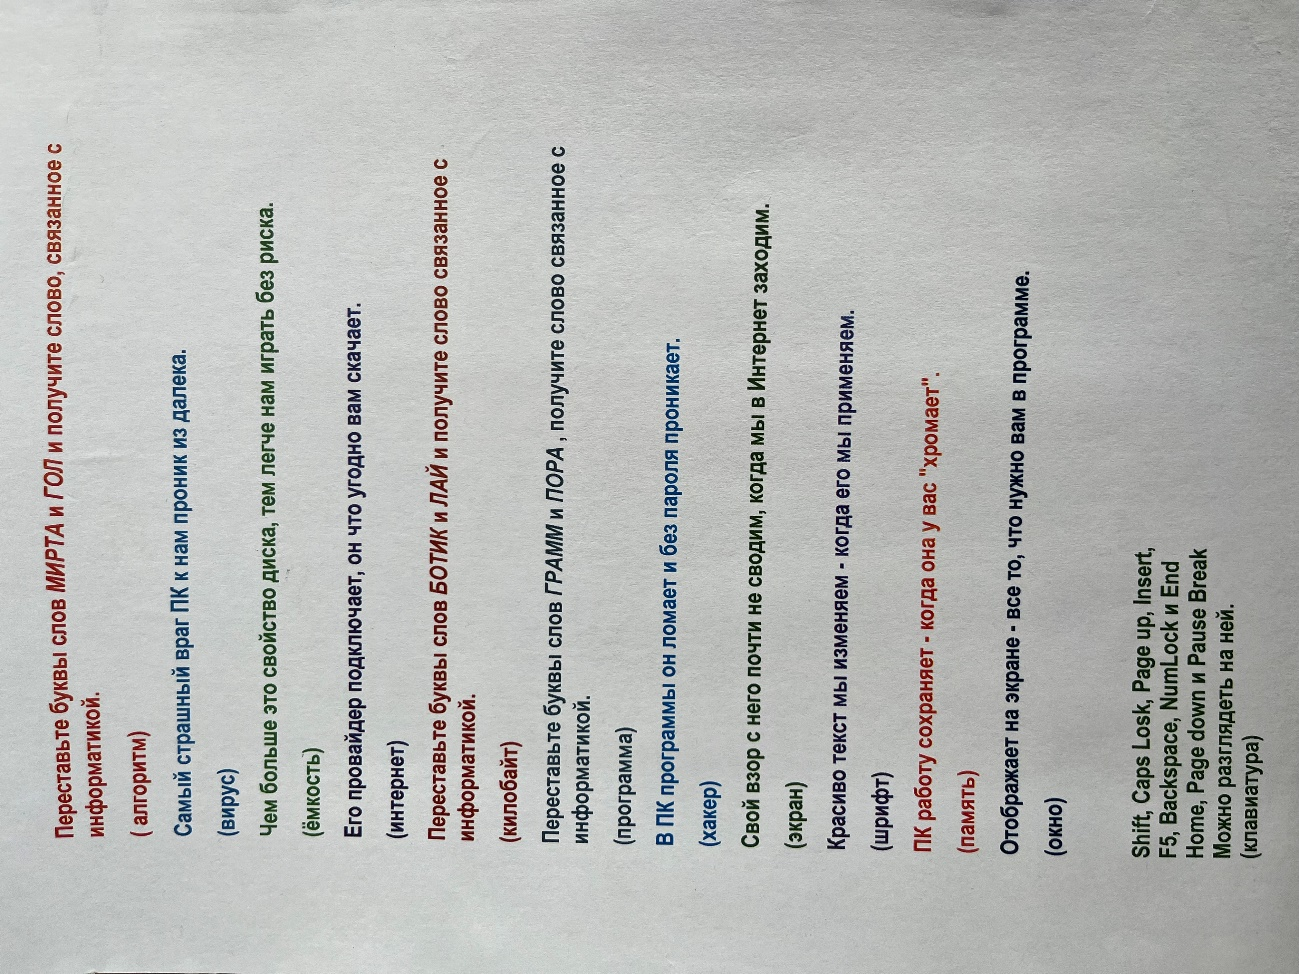 Переставьте буквы слов МИРТА и ГОЛ и получите слово, связанное с
информатикой.
( алгоритм)
Самый страшный враг ПК к нам проник из далека.
(вирус)
Чем больше это свойство диска, тем легче нам играть без риска.
(ёмкость)
Его провайдер подключает, он что угодно вам скачает.
(интернет)
Переставьте буквы слов БОТИК и ЛАЙ и получите слово связанное с
информатикой.
(килобайт)
Переставьте буквы слов ГРАММ и ПОРА , получите слово связанное с
информатикой.
(программа)
В ПК программы он ломает и без пароля проникает.
(хакер)
Свой взор с него почти не сводим, когда мы в Интернет заходим.
(экран)
Красиво текст мы изменяем - когда его мы применяем.
(шрифт)
ПК работу сохраняет - когда она у вас "хромает".
(память)
Отображает на экране - все то, что нужно вам в программе.
(окно)
Shift, Caps Losk, Page up, Insert,
F5, Backspace, NumLock и End
Home, Page down и Pause Break
Можно разглядеть на ней.
(клавиатура)